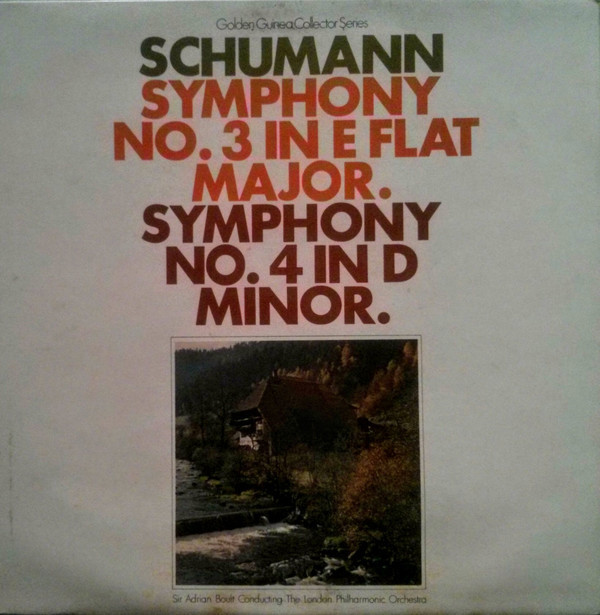 Golden Guinea Collector Series
SCHUMANN
SYMPHONY
NO. 3 IN E FLAT
MAJOR.
SYMPHONY
NO. 4 IN D
MINOR.
Sir Adrian Boult Conducting The London Philharmonic Orchestra